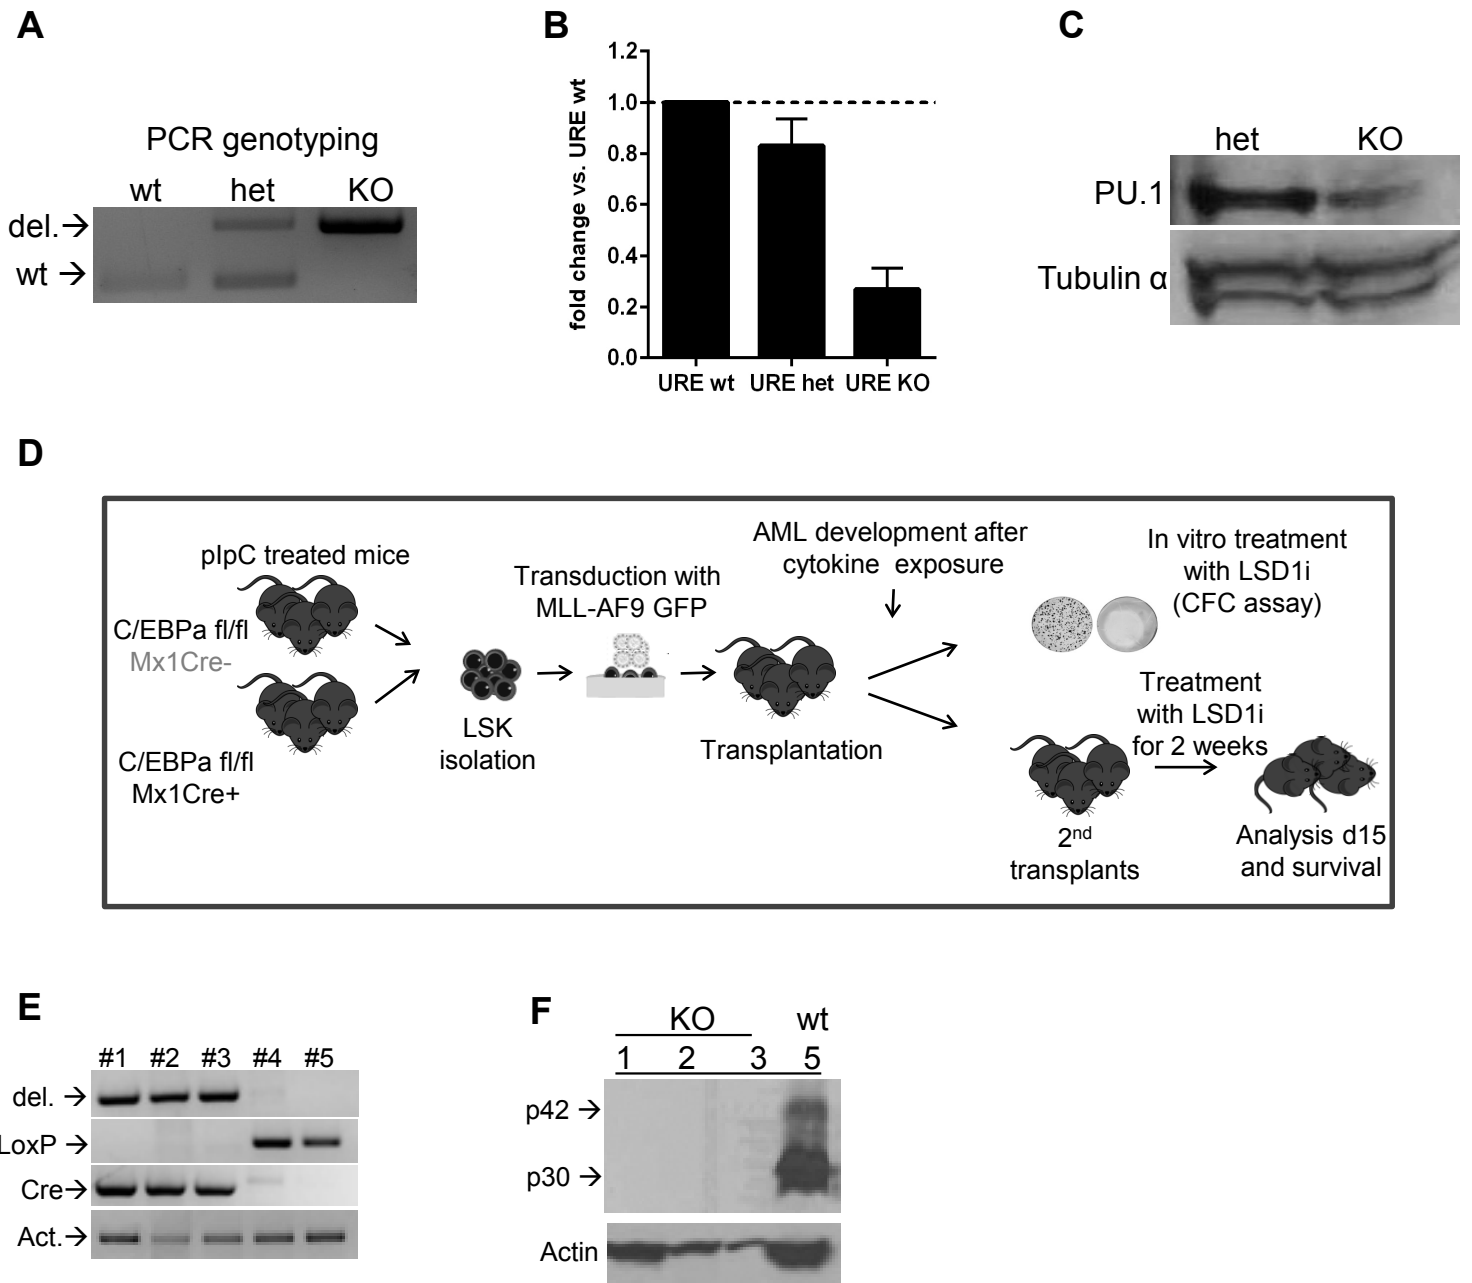 A
PCR genotyping
wt het KO
del.→
wt →
B
fold change vs. URE wt
1.2
1.0
0.8
0.6
0.4
0.2
0.0
URE wt URE het URE KO
C
het KO
PU.1
Tubulin α
D
pIpC treated mice
C/EBPa fl/fl
Mx1Cre-
C/EBPa fl/fl
Mx1Cre+
LSK
isolation
Transduction with
MLL-AF9 GFP
AML development after
cytokine exposure
Transplantation
In vitro treatment
with LSD1i
(CFC assay)
Treatment
with LSD1i
for 2 weeks
2nd
transplants
Analysis d15
and survival
E
#1 #2 #3 #4 #5
del. →
LoxP →
Cre→
Act.→
F
KO wt
1 2 3 5
p42 →
p30 →
Actin